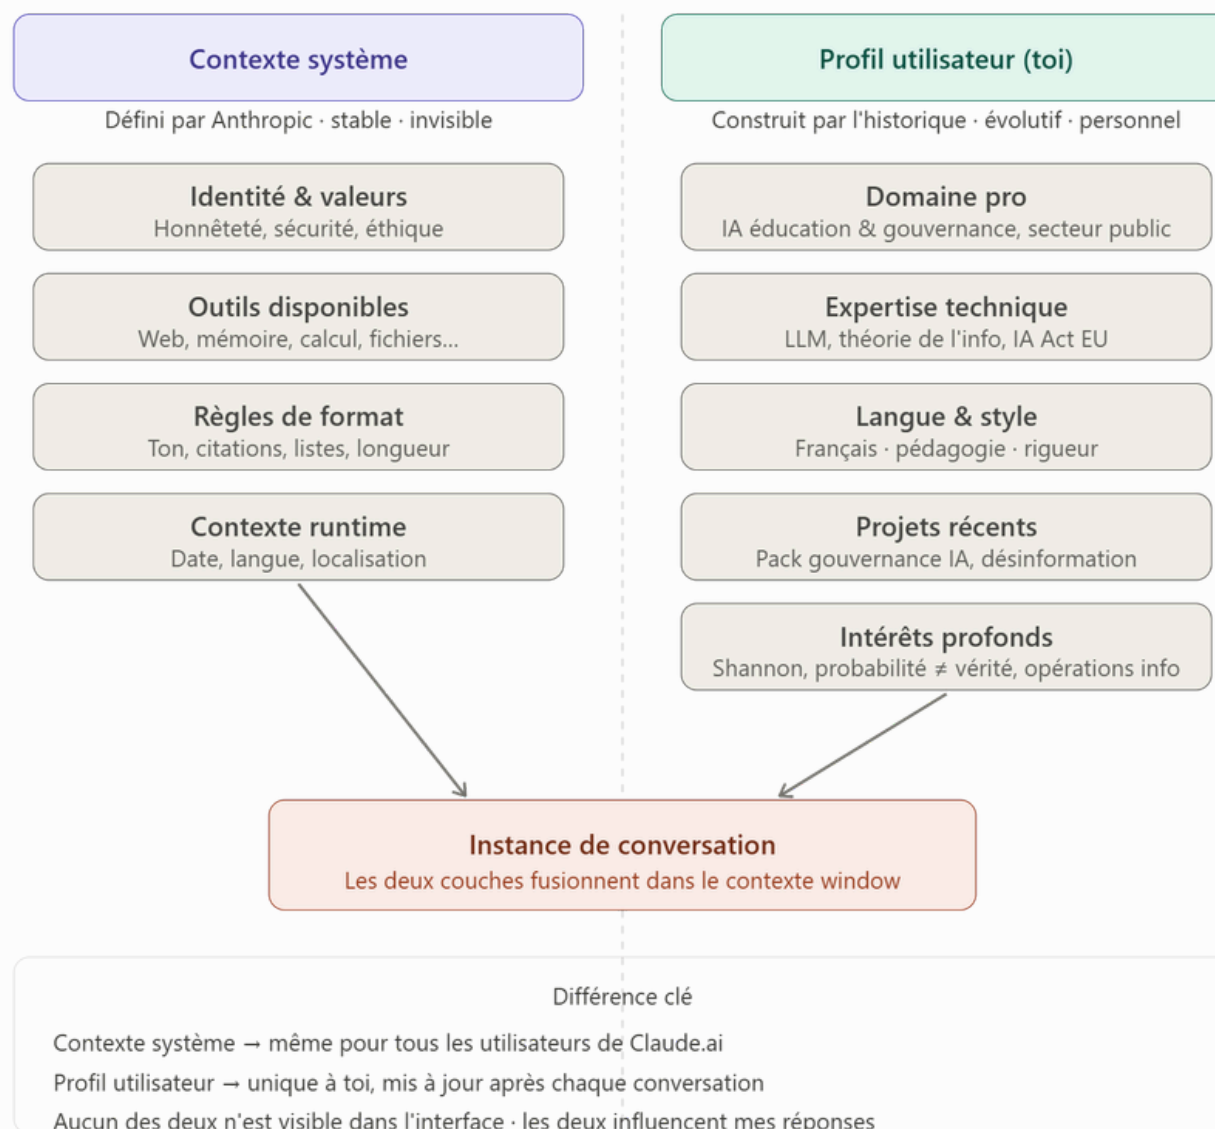 Contexte système
Défini par Anthropic · stable · invisible
Identité & valeurs
Honnêteté, sécurité, éthique
Outils disponibles
Web, mémoire, calcul, fichiers...
Règles de format
Ton, citations, listes, longueur
Contexte runtime
Date, langue, localisation
Profil utilisateur (toi)
Construit par l'historique · évolutif · personnel
Domaine pro
IA éducation & gouvernance, secteur public
Expertise technique
LLM, théorie de l'info, IA Act EU
Langue & style
Français · pédagogie · rigueur
Projets récents
Pack gouvernance IA, désinformation
Intérêts profonds
Shannon, probabilité ≠ vérité, opérations info
Instance de conversation
Les deux couches fusionnent dans le contexte window
Différence clé
Contexte système → même pour tous les utilisateurs de Claude.ai
Profil utilisateur → unique à toi, mis à jour après chaque conversation
Aucun des deux n'est visible dans l'interface · les deux influencent mes réponses